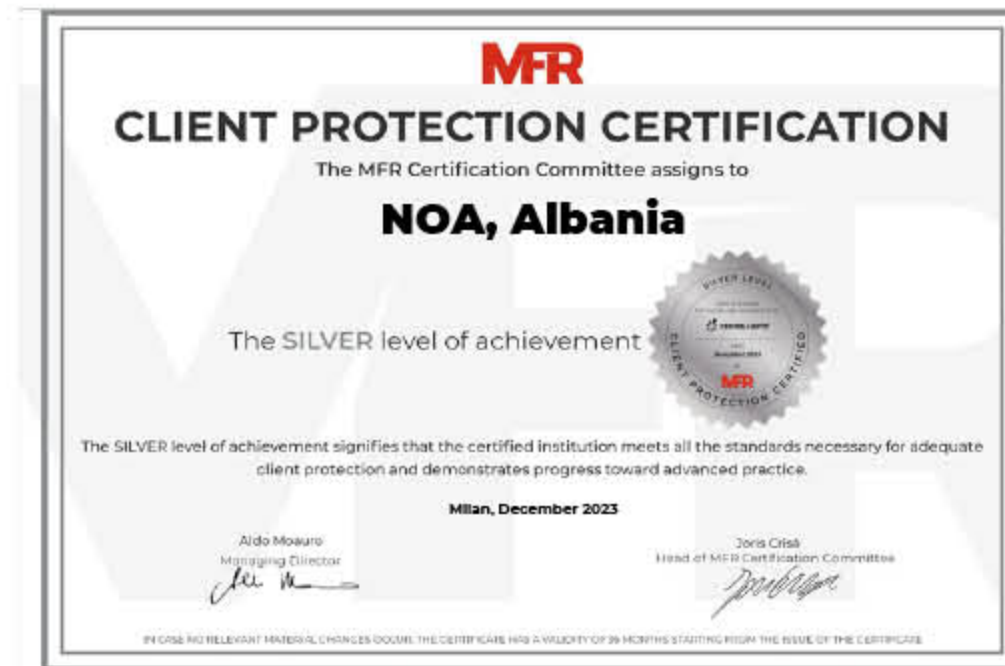 MFR
CLIENT PROTECTION CERTIFICATION
The MFR Certification Committee assigns to
NOA, Albania
SILVER LEVEL
The SILVER level of achievement
December 2023
MFR
CLIENT PROTECTION CERTIFIED
The SILVER level of achievement signifies that the certified institution meets all the standards necessary for adequate
client protection and demonstrates progress toward advanced practice.
Milan, December 2023
Aldo Moauro
Managing Director
Joris Crisà
Head of MFR Certification Committee
IN CASE NO RELEVANT MATERIAL CHANGES OCCUR, THE CERTIFICATE HAS A VALIDITY OF 36 MONTHS STARTING FROM THE ISSUE OF THE CERTIFICATE